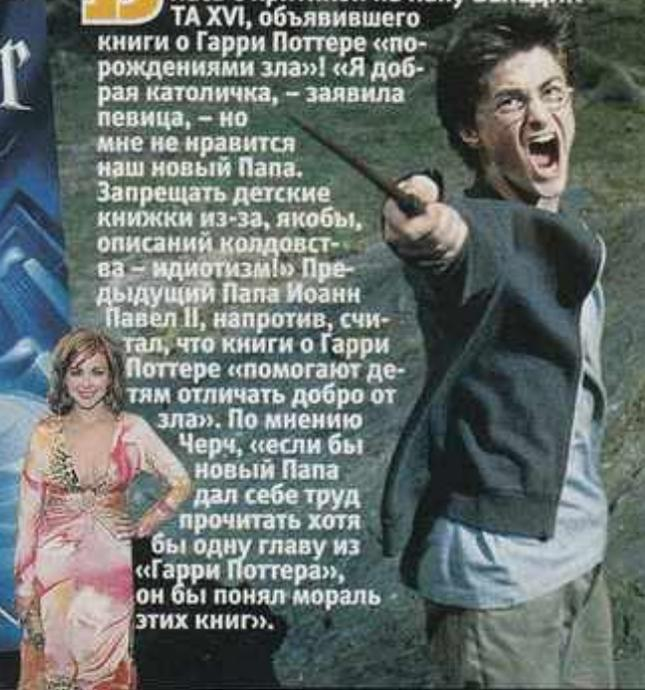 ТА XVI, объявившего
книги о Гарри Поттере «по-
рождениями зла»! «Я доб-
рая католичка, – заявила
певица, – но
мне не нравится
наш новый Папа.
Запрещать детские
книжки из-за, якобы,
описаний колдовст-
ва – идиотизм!» Пре-
дыдущий Папа Иоанн
Павел II, напротив, счи-
тал, что книги о Гарри
Поттере «помогают де-
тям отличать добро от
зла». По мнению
Черч, «если бы
новый Папа
дал себе труд
прочитать хотя
бы одну главу из
«Гарри Поттера»,
он бы понял мораль
этих книг».